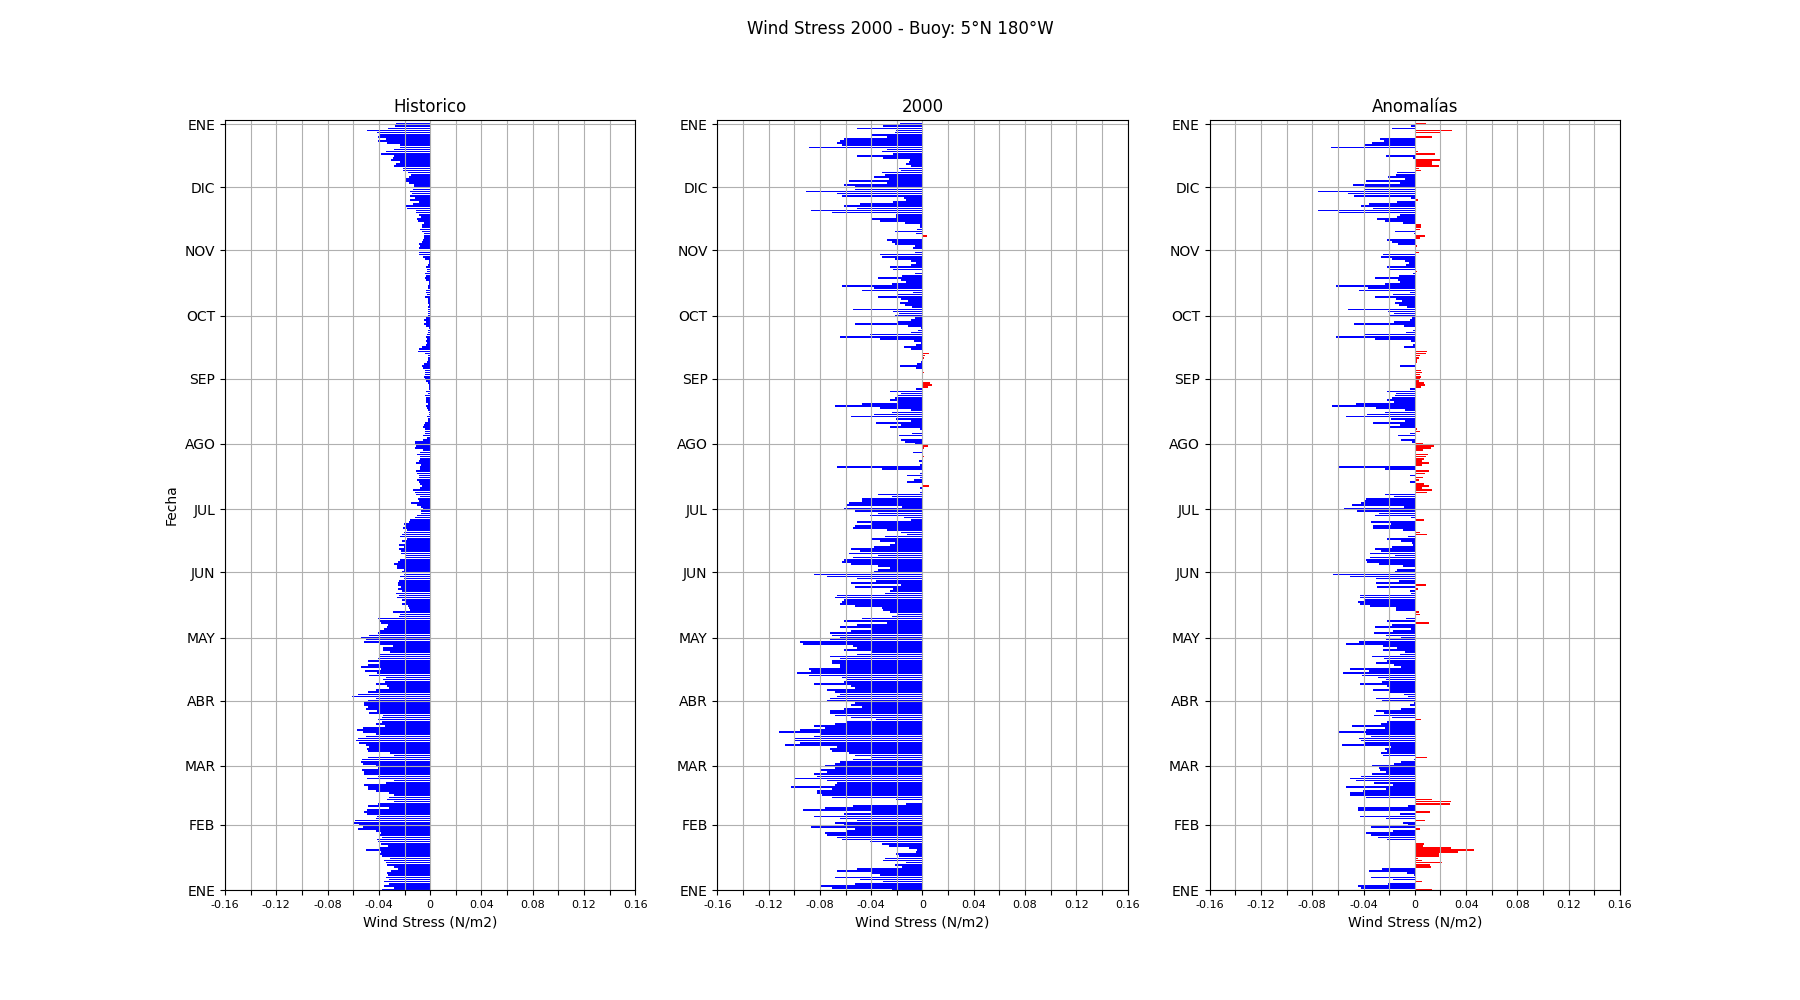 Wind Stress 2000 - Buoy: 5°N 180°W
Historico
2000
Anomalías
ENE
DIC
NOV
OCT
SEP
AGO
JUL
JUN
MAY
ABR
MAR
FEB
ENE
Fecha
-0.16 -0.12 -0.08 -0.04 0 0.04 0.08 0.12 0.16
Wind Stress (N/m2)
ENE
DIC
NOV
OCT
SEP
AGO
JUL
JUN
MAY
ABR
MAR
FEB
ENE
-0.16 -0.12 -0.08 -0.04 0 0.04 0.08 0.12 0.16
Wind Stress (N/m2)
ENE
DIC
NOV
OCT
SEP
AGO
JUL
JUN
MAY
ABR
MAR
FEB
ENE
-0.16 -0.12 -0.08 -0.04 0 0.04 0.08 0.12 0.16
Wind Stress (N/m2)